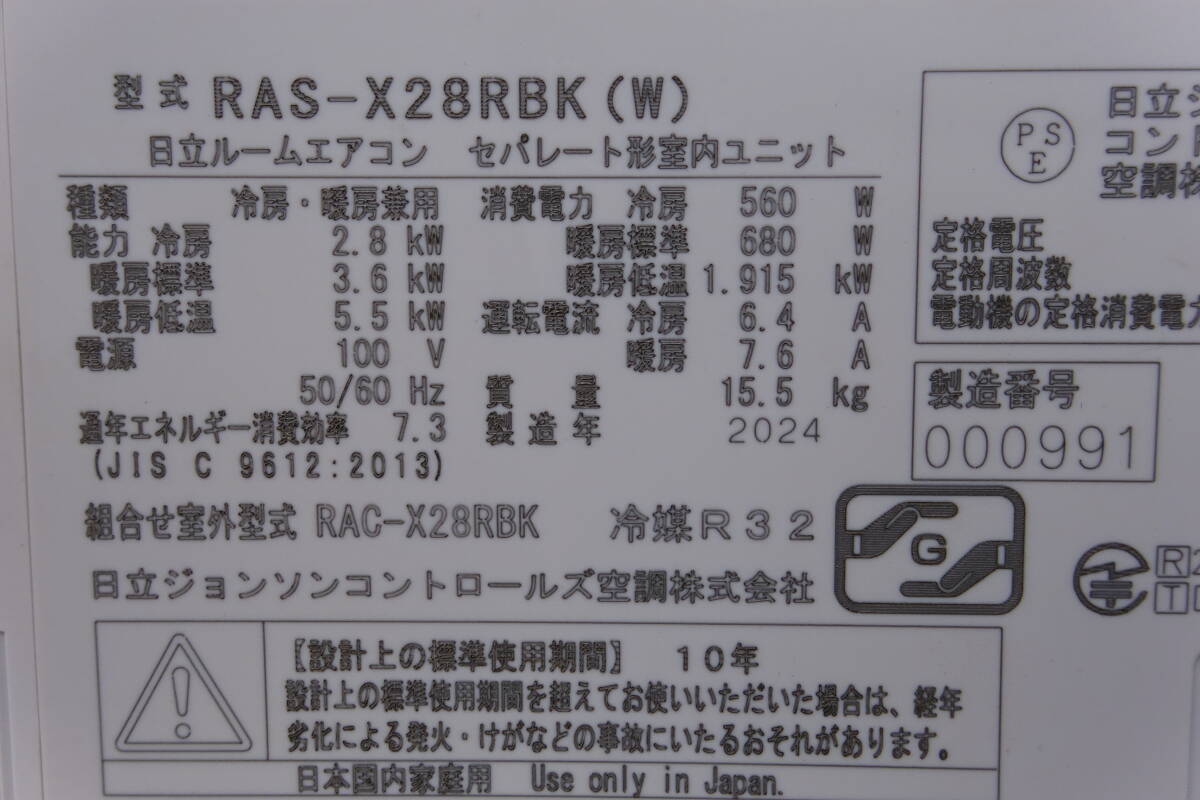 型式 RAS-X28RBK(W)
日立ルームエアコン セパレート形室内ユニット
種類 冷房・暖房兼用 消費電力 冷房 560 W
能力 冷房 2.8 kW 暖房標準 680 W
暖房標準 3.6 kW 暖房低温 1.915 kW
暖房低温 5.5 kW 運転電流 冷房 6.4 A
電源 100 V 暖房 7.6 A
50/60 Hz 質量 15.5 kg
通年エネルギー消費効率 7.3 製造年 2024
(JIS C 9612:2013)
組合せ室外型式 RAC-X28RBK 冷媒R32
日立ジョンソンコントロールズ空調株式会社
G
PSE
日立ジ
コント
空調株
定格電圧
定格周波数
電動機の定格消費電力
製造番号
000991
R 2
T
[設計上の標準使用期間] 10年
設計上の標準使用期間を超えてお使いいただいた場合は、経年
劣化による発火・けがなどの事故にいたるおそれがあります。
日本国内家庭用 Use only in Japan.